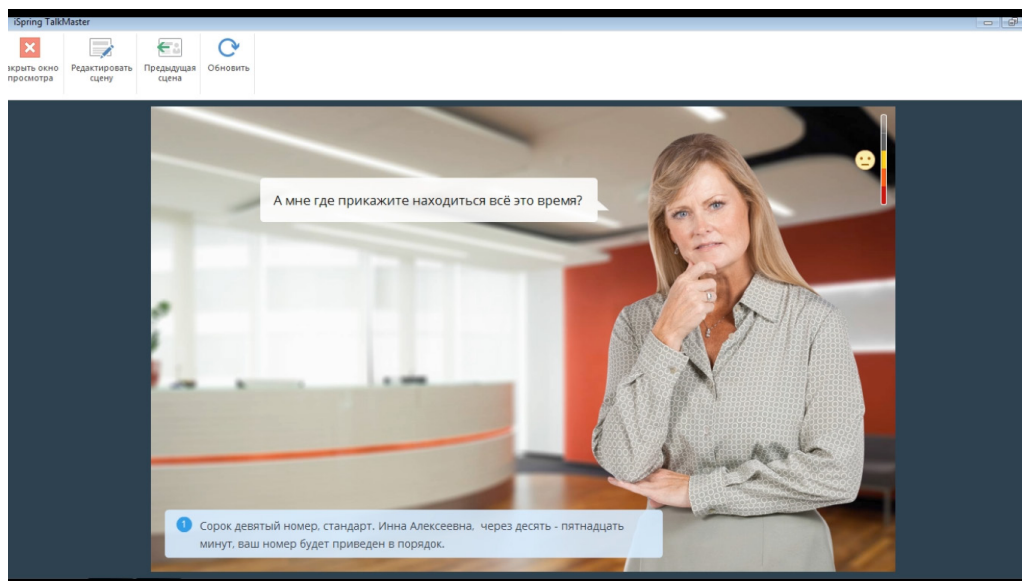 iSpring TalkMaster
акрыть окно
просмотра
Редактировать
сцену
Предыдущая
сцена
Обновить
А мне где прикажите находиться всё это время?
1
Сорок девятый номер, стандарт. Инна Алексеевна, через десять - пятнадцать
минут, ваш номер будет приведен в порядок.